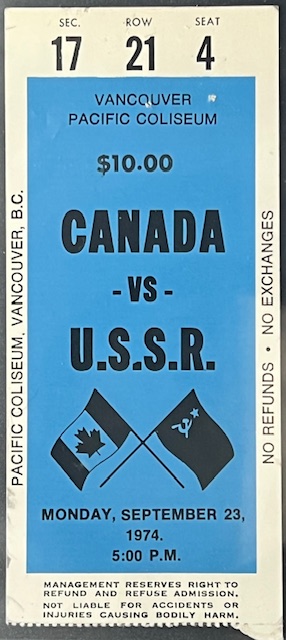 SEC. ROW SEAT
17 21 4
VANCOUVER
PACIFIC COLISEUM
$10.00
CANADA
- VS -
U.S.S.R.
MONDAY, SEPTEMBER 23,
1974.
5:00 P.M.
MANAGEMENT RESERVES RIGHT TO
REFUND AND REFUSE ADMISSION.
NOT LIABLE FOR ACCIDENTS OR
INJURIES CAUSING BODILY HARM.
PACIFIC COLISEUM, VANCOUVER, B.C.
NO REFUNDS • NO EXCHANGES